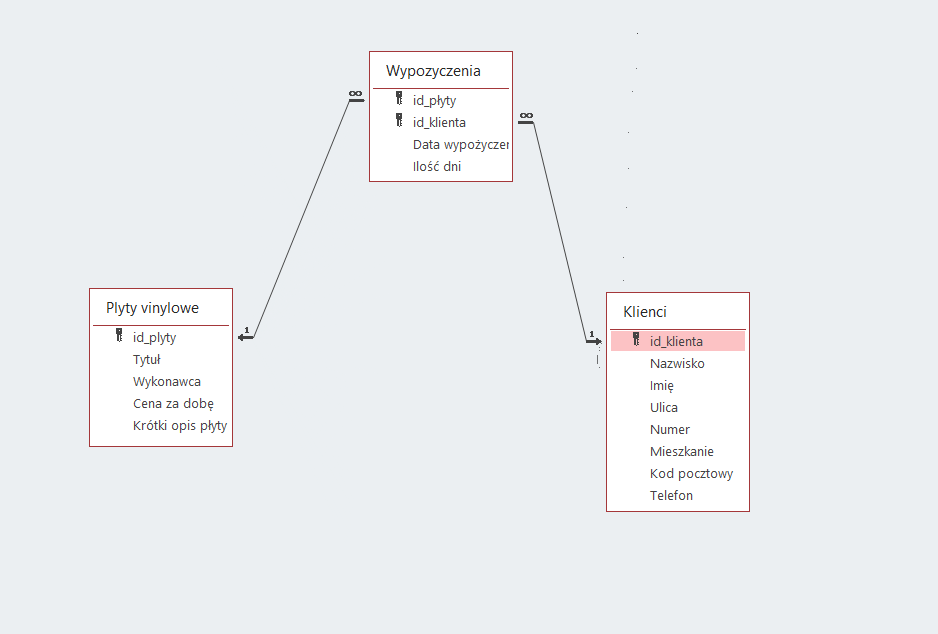 Wypozyczenia
id_płyty
id_klienta
Data wypożyczer
Ilość dni
∞
∞
Plyty vinylowe
id_plyty
Tytuł
Wykonawca
Cena za dobę
Krótki opis płyty
1
1
Klienci
id_klienta
Nazwisko
Imię
Ulica
Numer
Mieszkanie
Kod pocztowy
Telefon